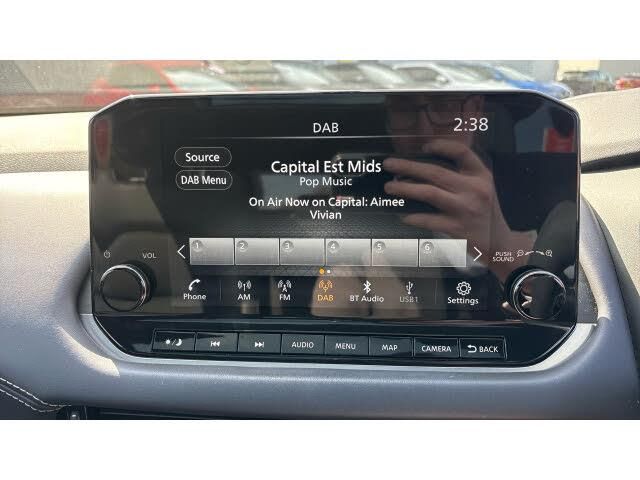 DAB
2:38
Source
DAB Menu
Capital Est Mids
Pop Music
On Air Now on Capital: Aimee
Vivian
1 2 3 4 5 6
VOL
PUSH
SOUND
Phone AM FM DAB BT Audio USB1 Settings
AUDIO MENU MAP CAMERA BACK